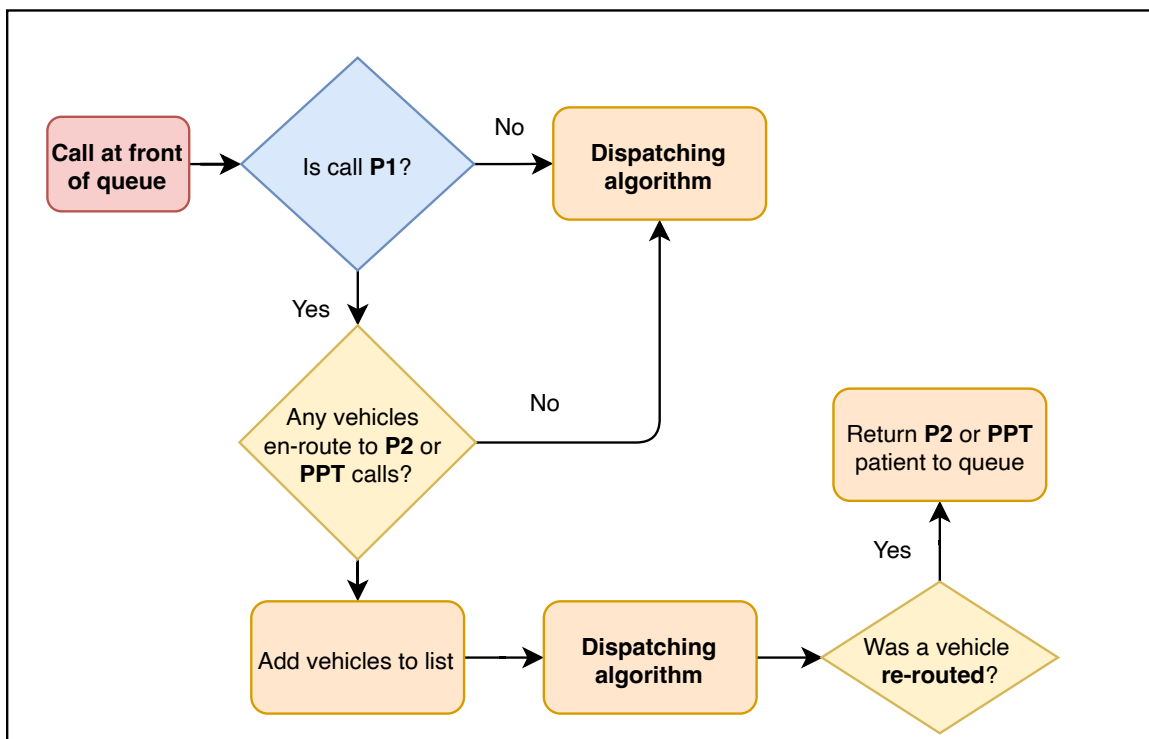 Call at front
of queue
Is call P1?
No
Dispatching
algorithm
Yes
Any vehicles
en-route to P2 or
PPT calls?
No
Return P2 or PPT
patient to queue
Yes
Add vehicles to list
Dispatching
algorithm
Was a vehicle
re-routed?